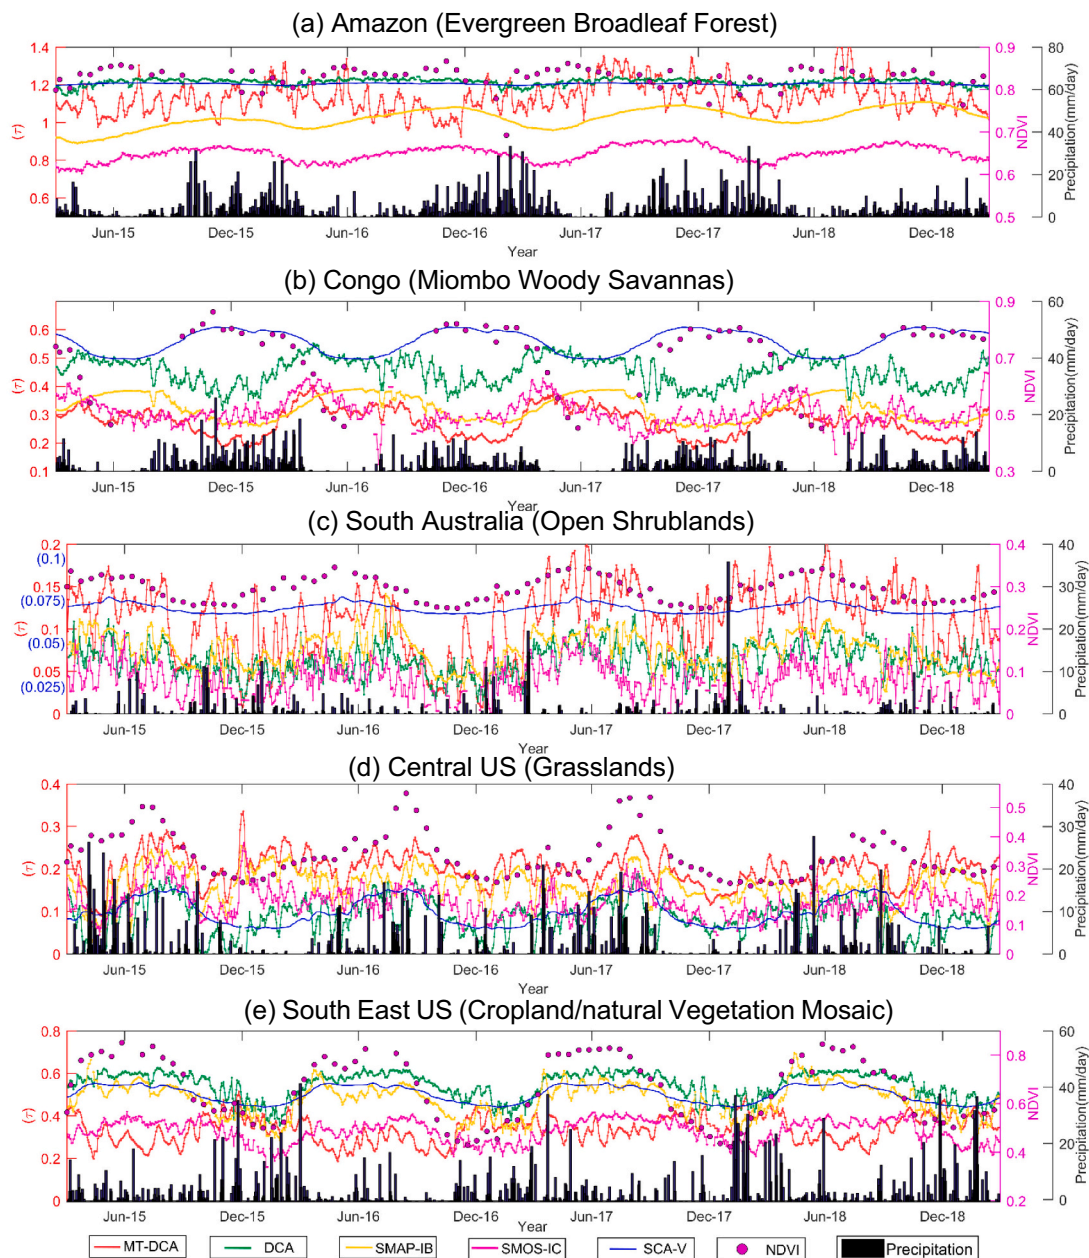 (a) Amazon (Evergreen Broadleaf Forest)
1.4
1.2
1
0.8
0.6
(τ)
0.9
0.8
0.7
0.6
0.5
NDVI
80
60
40
20
0
Precipitation(mm/day)
Jun-15 Dec-15 Jun-16 Dec-16 Jun-17 Dec-17 Jun-18 Dec-18
Year
(b) Congo (Miombo Woody Savannas)
0.6
0.5
0.4
0.3
0.2
0.1
(τ)
0.9
0.7
0.5
0.3
NDVI
60
40
20
0
Precipitation(mm/day)
Jun-15 Dec-15 Jun-16 Dec-16 Jun-17 Dec-17 Jun-18 Dec-18
Year
(c) South Australia (Open Shrublands)
0.2
(0.1)
0.15
(0.075)
0.1
(0.05)
0.05
(0.025)
0
(τ)
0.4
0.3
0.2
0.1
0
NDVI
40
30
20
10
0
Precipitation(mm/day)
Jun-15 Dec-15 Jun-16 Dec-16 Jun-17 Dec-17 Jun-18 Dec-18
Year
(d) Central US (Grasslands)
0.4
0.3
0.2
0.1
0
(τ)
0.5
0.4
0.3
0.2
0.1
0
NDVI
40
30
20
10
0
Precipitation(mm/day)
Jun-15 Dec-15 Jun-16 Dec-16 Jun-17 Dec-17 Jun-18 Dec-18
Year
(e) South East US (Cropland/natural Vegetation Mosaic)
0.8
0.6
0.4
0.2
0
(τ)
0.8
0.6
0.4
0.2
NDVI
60
40
20
0
Precipitation(mm/day)
Jun-15 Dec-15 Jun-16 Dec-16 Jun-17 Dec-17 Jun-18 Dec-18
Year
MT-DCA DCA SMAP-IB SMOS-IC SCA-V NDVI Precipitation